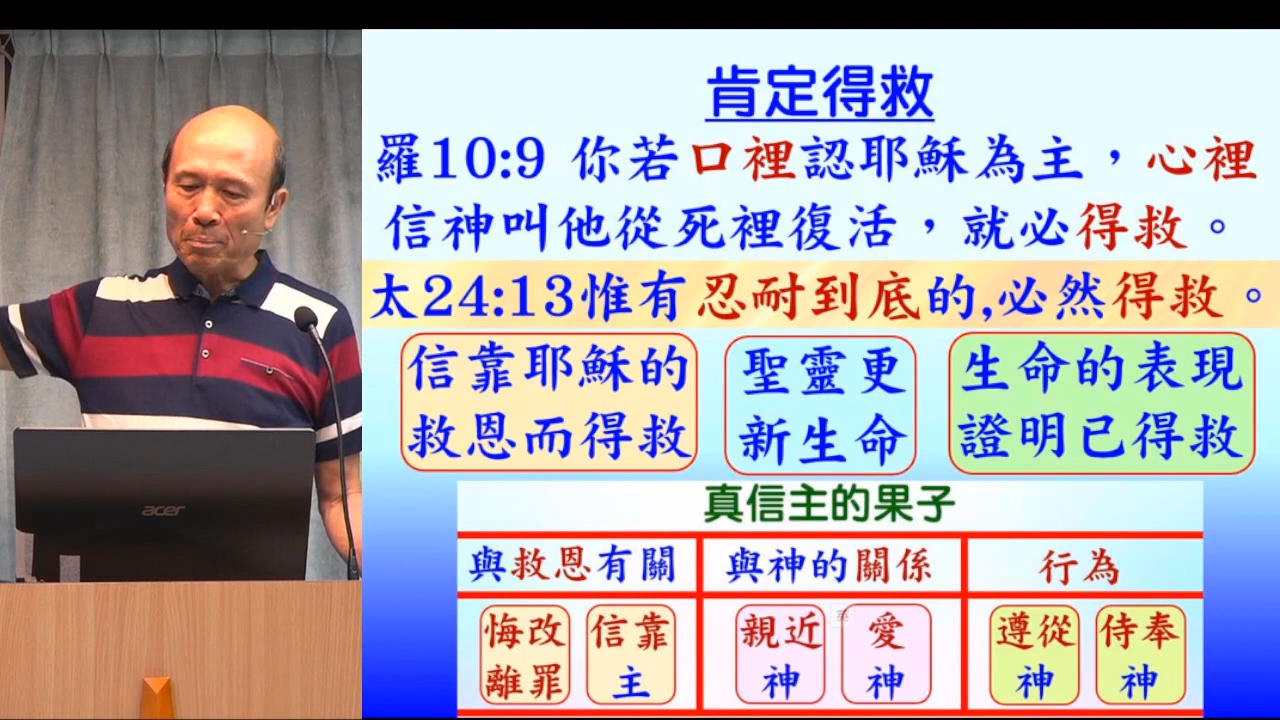 肯定得救
羅10:9 你若口裡認耶穌為主，心裡
信神叫他從死裡復活，就必得救。
太24:13惟有忍耐到底的,必然得救。
信靠耶穌的
救恩而得救
聖靈更
新生命
生命的表現
證明已得救
真信主的果子
與救恩有關
與神的關係
行為
悔改
離罪
信靠
主
親近
神
愛
神
遵從
神
侍奉
神
英
acer